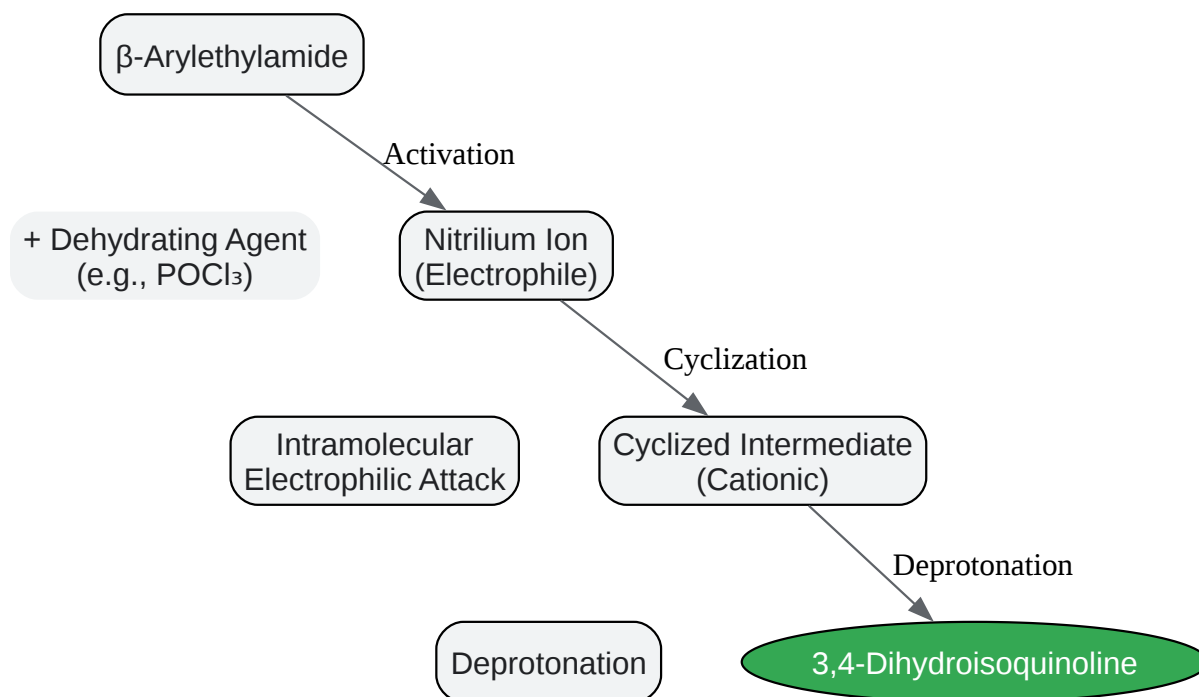 β-Arylethylamide
Activation
+ Dehydrating Agent
(e.g., POCl₃)
Nitrilium Ion
(Electrophile)
Cyclization
Intramolecular
Electrophilic Attack
Cyclized Intermediate
(Cationic)
Deprotonation
Deprotonation
3,4-Dihydroisoquinoline